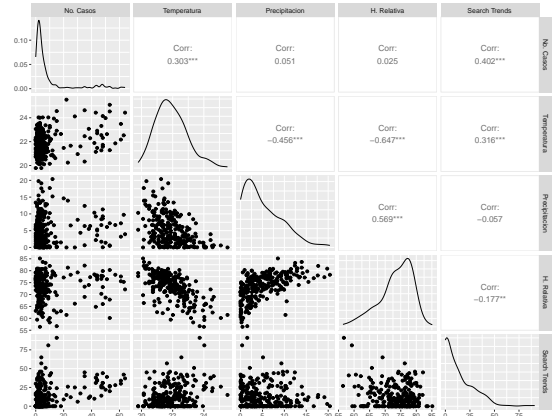 No. Casos Temperatura Precipitacion H. Relativa Search Trends
0.10
0.05
0.00
Corr:
0.303***
Corr:
0.051
Corr:
0.025
Corr:
0.402***
No. Casos
24
22
20
Corr:
−0.456***
Corr:
−0.647***
Corr:
0.316***
Temperatura
20
15
10
5
0
Corr:
0.569***
Corr:
−0.057
Precipitacion
85
80
75
70
65
60
55
Corr:
−0.177**
H. Relativa
75
50
25
0
Search Trends
0 20 40 60 20 22 24 0 5 10 15 20 55 60 65 70 75 80 85 0 25 50 75